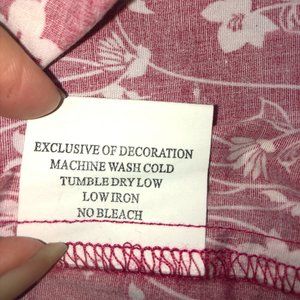 EXCLUSIVE OF DECORATION
MACHINE WASH COLD
TUMBLE DRY LOW
LOW IRON
NO BLEACH